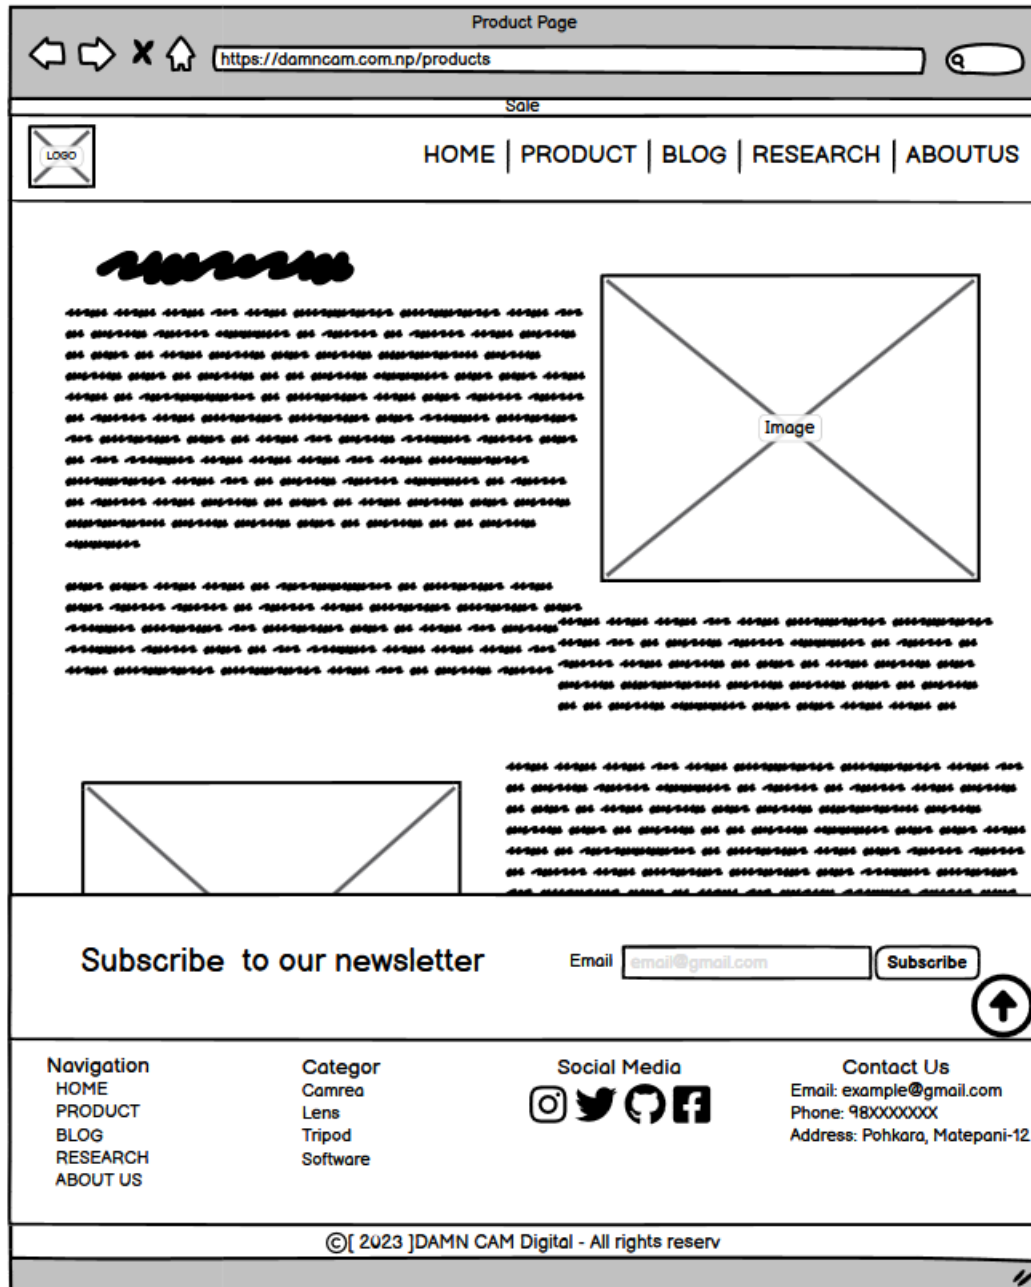 Product Page
https://damncam.com.np/products
Sale
LOGO
HOME | PRODUCT | BLOG | RESEARCH | ABOUTUS
Image
Subscribe to our newsletter
Email email@gmail.com Subscribe
Navigation
HOME
PRODUCT
BLOG
RESEARCH
ABOUT US
Categor
Camrea
Lens
Tripod
Software
Social Media
Contact Us
Email: example@gmail.com
Phone: 98XXXXXXX
Address: Pohkara, Matepani-12
©[ 2023 ]DAMN CAM Digital - All rights reserv